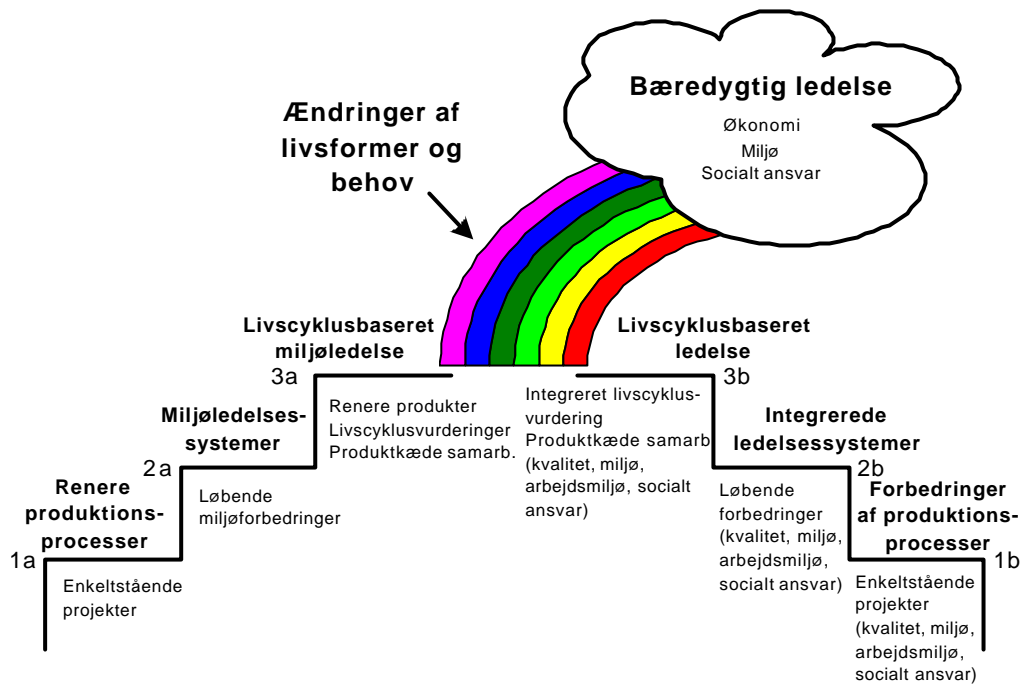 Bæredygtig ledelse
Økonomi
Miljø
Socialt ansvar
Ændringer af
livsformer og
behov
Livscyklusbaseret
miljøledelse
3a
Renere produkter
Livscyklusvurderinger
Produktkæde samarb.
Miljøledelses-
systemer
2a
Løbende
miljøforbedringer
Renere
produktions-
processer
1a
Enkeltstående
projekter
Livscyklusbaseret
ledelse
3b
Integreret livscyklus-
vurdering
Produktkæde samarb
(kvalitet, miljø,
arbejdsmiljø, socialt
ansvar)
Integrerede
ledelsessystemer
2b
Løbende
forbedringer
(kvalitet, miljø,
arbejdsmiljø,
socialt ansvar)
Forbedringer
af produktions-
processer
1b
Enkeltstående
projekter
(kvalitet, miljø,
arbejdsmiljø,
socialt ansvar)